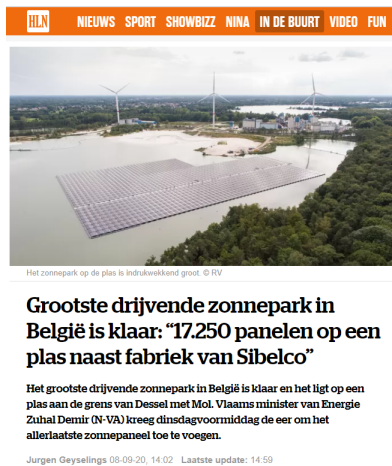 HLN NIEUWS SPORT SHOWBIZZ NINA IN DE BUURT VIDEO FUN
Het zonnepark op de plas is indrukwekkend groot. © RV
Grootste drijvende zonnepark in
België is klaar: “17.250 panelen op een
plas naast fabriek van Sibelco”
Het grootste drijvende zonnepark in België is klaar en het ligt op een
plas aan de grens van Dessel met Mol. Vlaams minister van Energie
Zuhal Demir (N-VA) kreeg dinsdagvoormiddag de eer om het
allerlaatste zonnepaneel toe te voegen.
Jurgen Geyselings 08-09-20, 14:02 Laatste update: 14:59